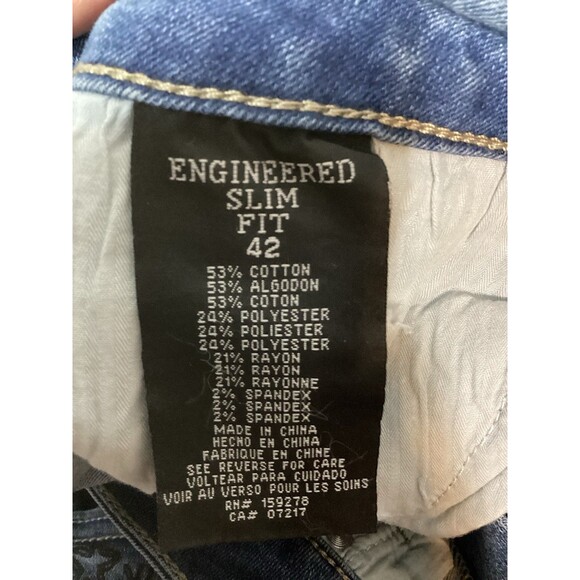 ENGINEERED
SLIM
FIT
42
53% COTTON
53% ALGODON
53% COTON
24% POLYESTER
24% POLIESTER
24% POLYESTER
21% RAYON
21% RAYON
21% RAYONNE
2% SPANDEX
2% SPANDEX
2% SPANDEX
MADE IN CHINA
HECHO EN CHINA
FABRIQUE EN CHINE
SEE REVERSE FOR CARE
VOLTEAR PARA CUIDADO
VOIR AU VERSO POUR LES SOINS
RN# 159278
CA# 07217